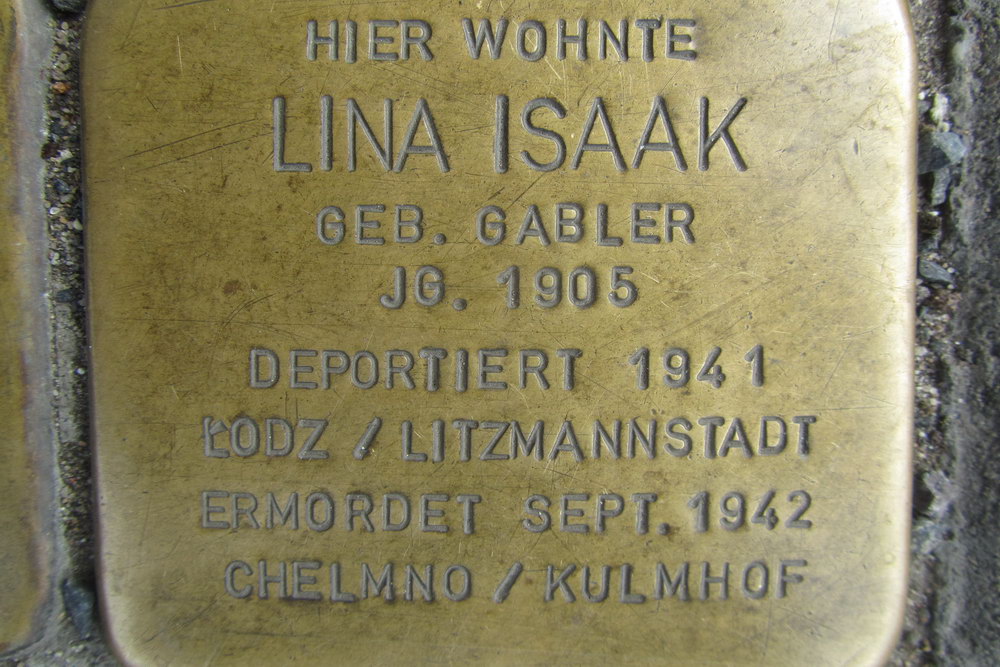 HIER WOHNTE
LINA ISAAK
GEB. GABLER
JG. 1905
DEPORTIERT 1941
ŁODZ / LITZMANNSTADT
ERMORDET SEPT. 1942
CHELMNO / KULMHOF